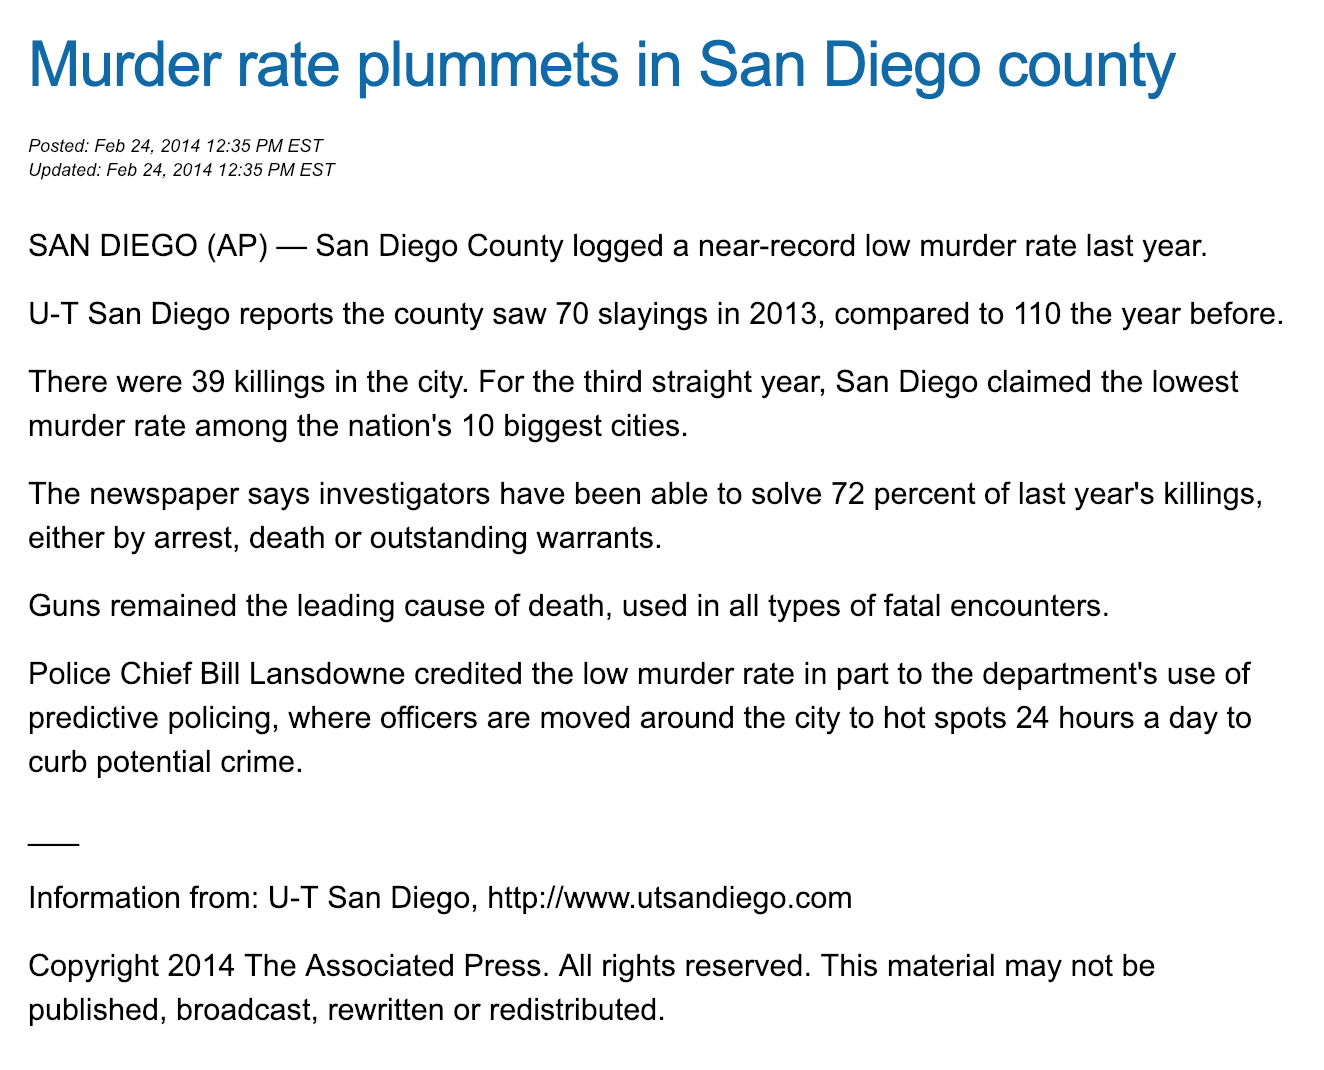 Murder rate plummets in San Diego county
Posted: Feb 24, 2014 12:35 PM EST
Updated: Feb 24, 2014 12:35 PM EST
SAN DIEGO (AP) — San Diego County logged a near-record low murder rate last year.
U-T San Diego reports the county saw 70 slayings in 2013, compared to 110 the year before.
There were 39 killings in the city. For the third straight year, San Diego claimed the lowest
murder rate among the nation's 10 biggest cities.
The newspaper says investigators have been able to solve 72 percent of last year's killings,
either by arrest, death or outstanding warrants.
Guns remained the leading cause of death, used in all types of fatal encounters.
Police Chief Bill Lansdowne credited the low murder rate in part to the department's use of
predictive policing, where officers are moved around the city to hot spots 24 hours a day to
curb potential crime.
___
Information from: U-T San Diego, http://www.utsandiego.com
Copyright 2014 The Associated Press. All rights reserved. This material may not be
published, broadcast, rewritten or redistributed.